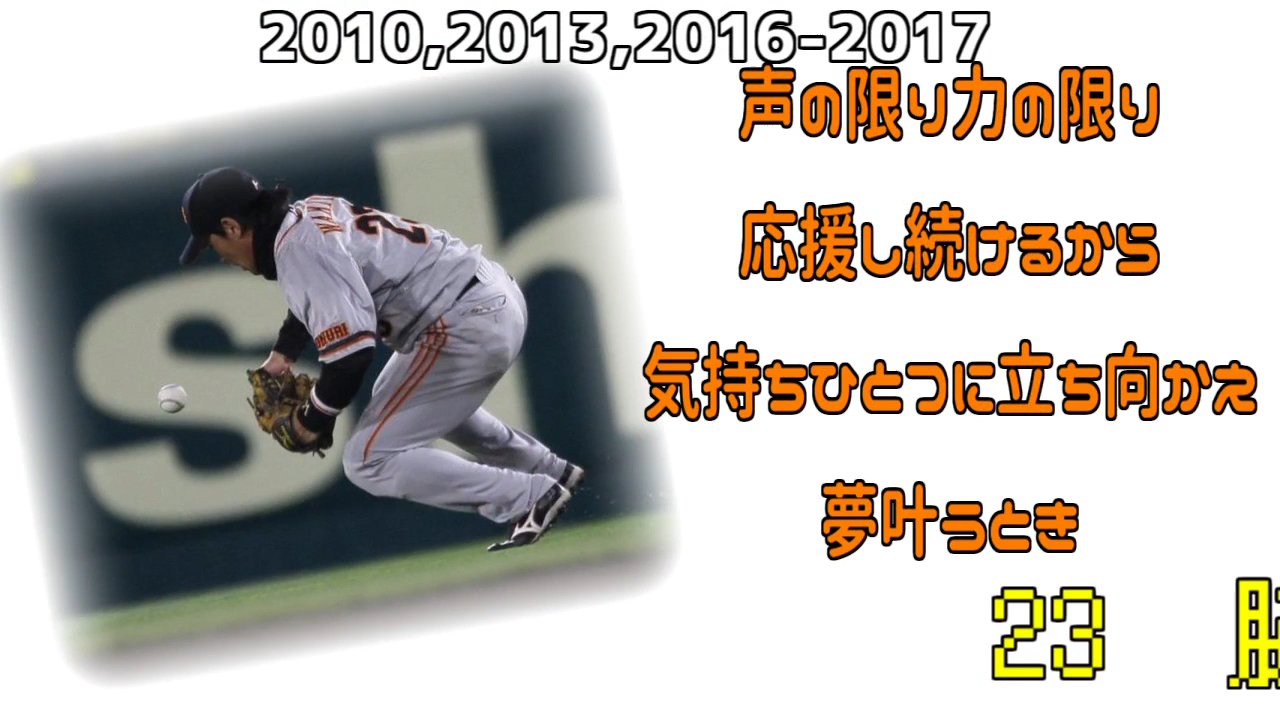 2010,2013,2016-2017
声の限り力の限り
応援し続けるから
気持ちひとつに立ち向かえ
夢叶うとき
23
sh